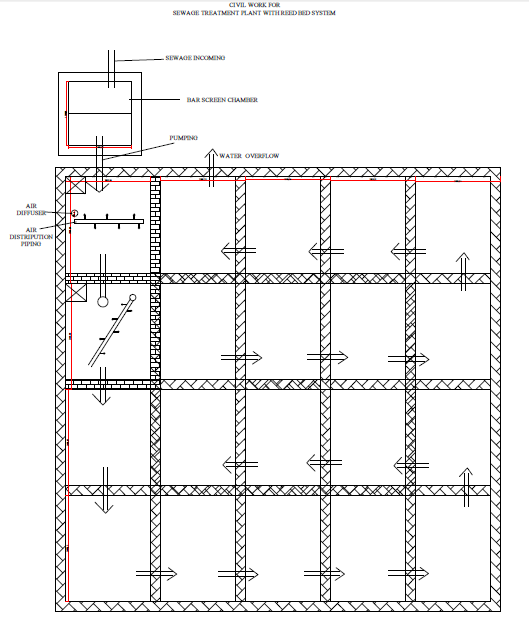 CIVIL WORK FOR
SEWAGE TREATMENT PLANT WITH REED BED SYSTEM
SEWAGE INCOMING
BAR SCREEN CHAMBER
PUMPING
WATER OVERFLOW
AIR
DIFFUSER
AIR
DISTRIPUTION
PIPING